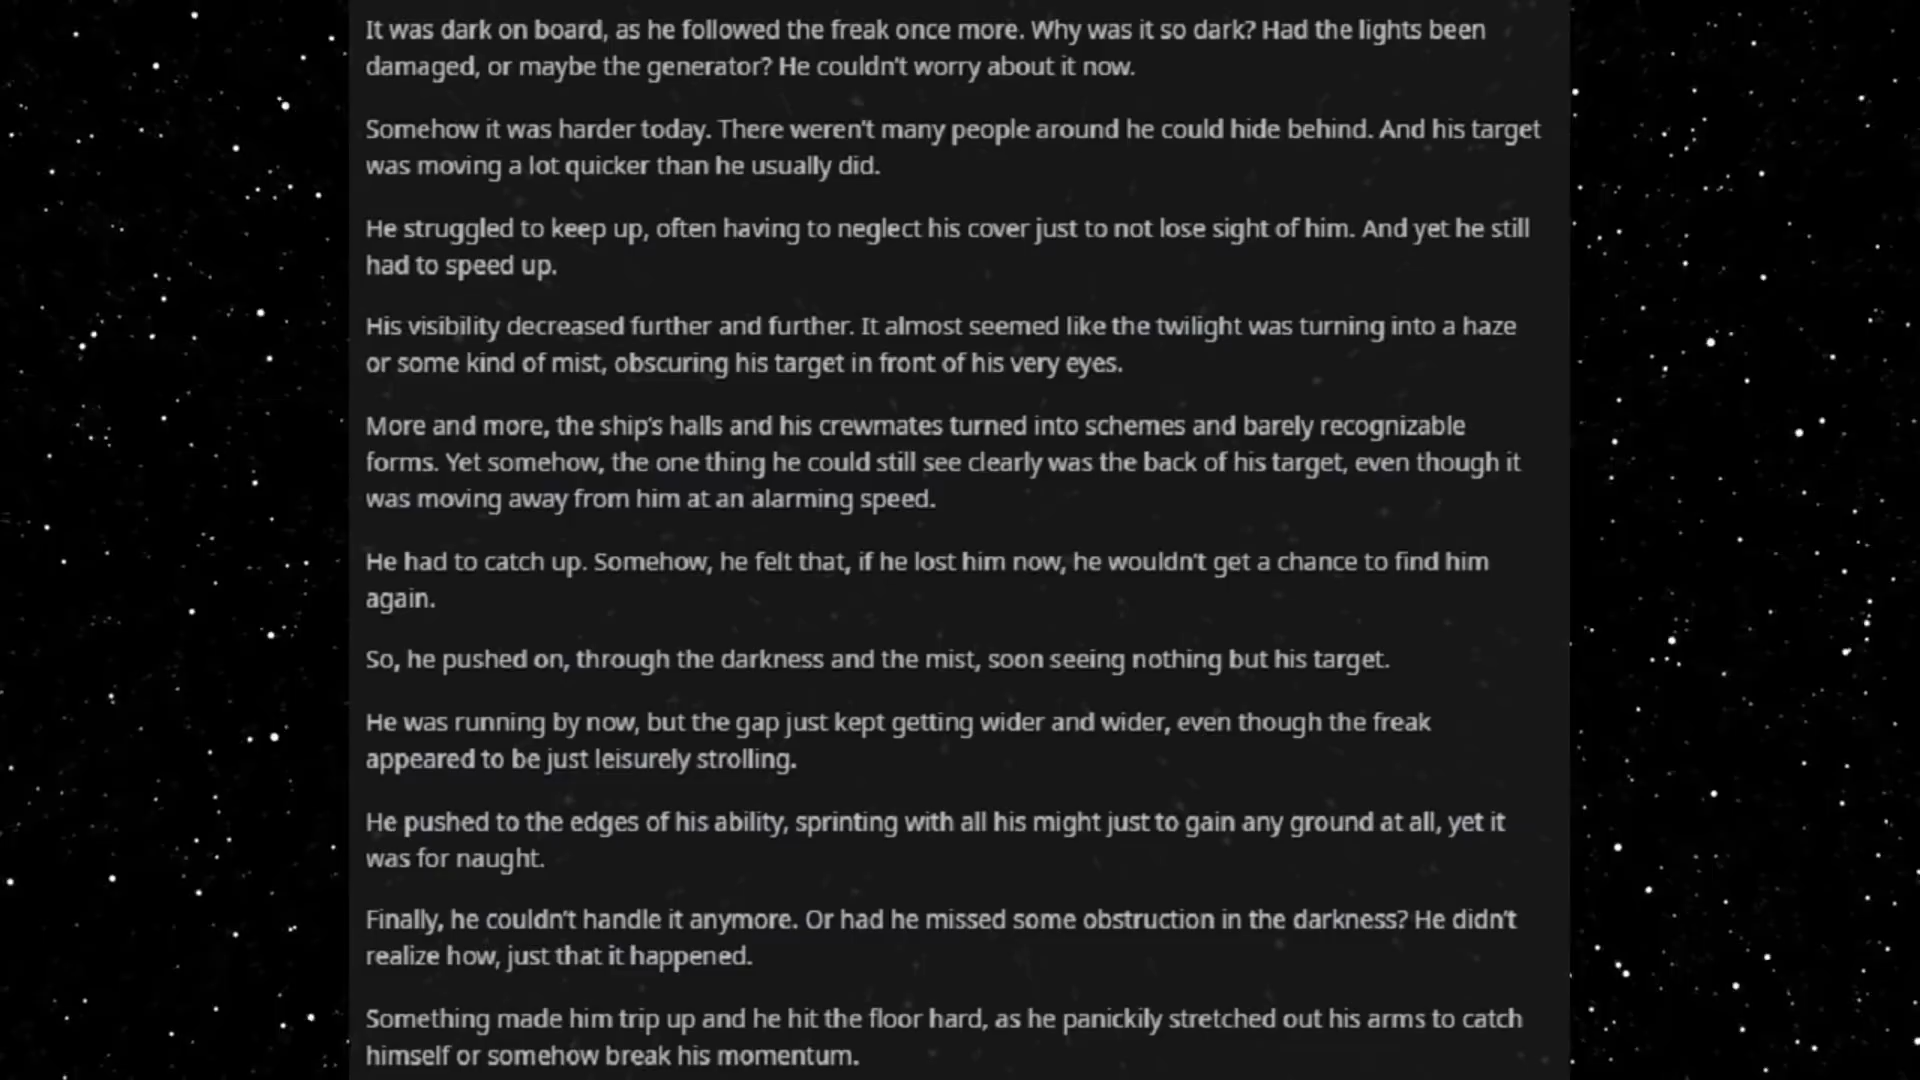 It was dark on board, as he followed the freak once more. Why was it so dark? Had the lights been
damaged, or maybe the generator? He couldn't worry about it now.
Somehow it was harder today. There weren't many people around he could hide behind. And his target
was moving a lot quicker than he usually did.
He struggled to keep up, often having to neglect his cover just to not lose sight of him. And yet he still
had to speed up.
His visibility decreased further and further. It almost seemed like the twilight was turning into a haze
or some kind of mist, obscuring his target in front of his very eyes.
More and more, the ship's halls and his crewmates turned into schemes and barely recognizable
forms. Yet somehow, the one thing he could still see clearly was the back of his target, even though it
was moving away from him at an alarming speed.
He had to catch up. Somehow, he felt that, if he lost him now, he wouldn't get a chance to find him
again.
So, he pushed on, through the darkness and the mist, soon seeing nothing but his target.
He was running by now, but the gap just kept getting wider and wider, even though the freak
appeared to be just leisurely strolling.
He pushed to the edges of his ability, sprinting with all his might just to gain any ground at all, yet it
was for naught.
Finally, he couldn't handle it anymore. Or had he missed some obstruction in the darkness? He didn't
realize how, just that it happened.
Something made him trip up and he hit the floor hard, as he panickily stretched out his arms to catch
himself or somehow break his momentum.